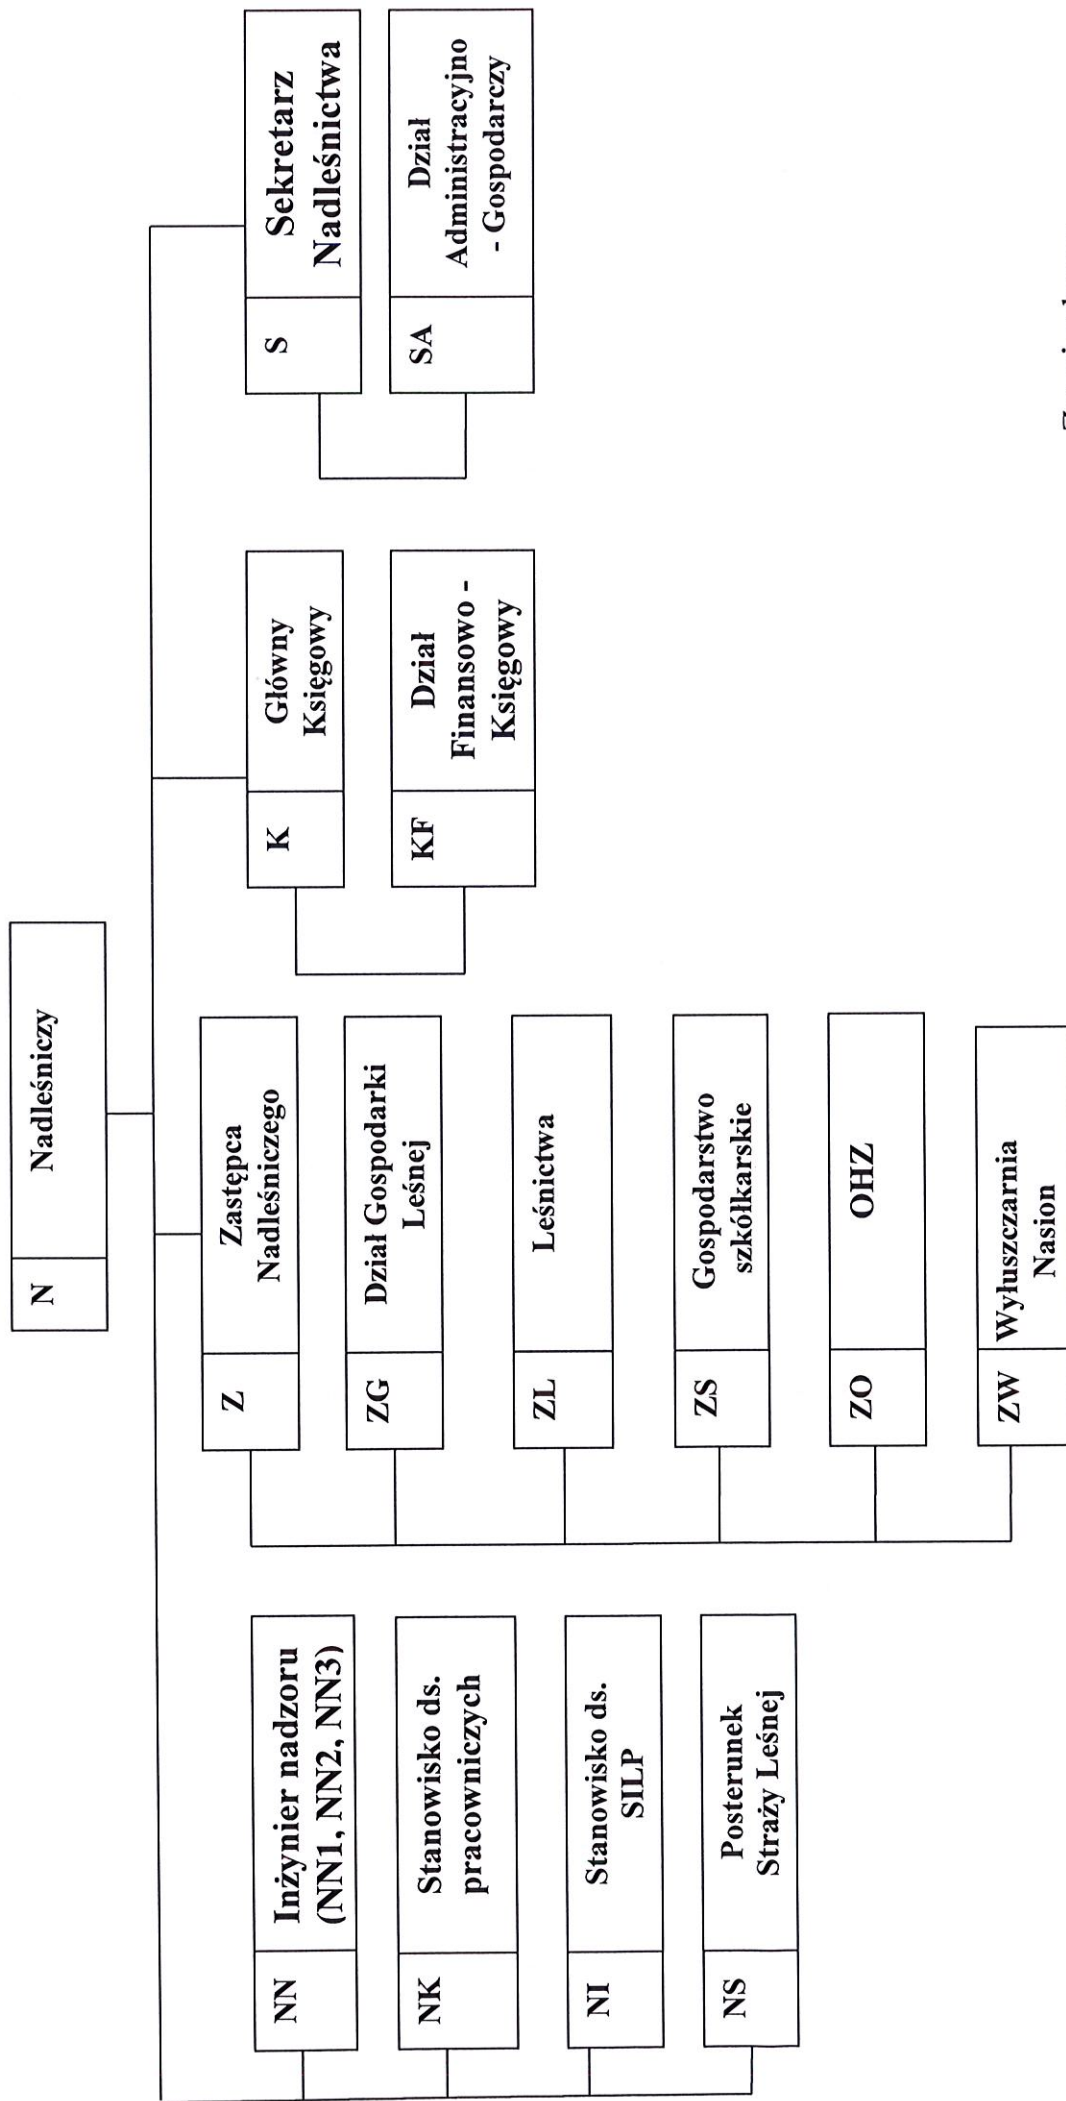 N
Nadleśniczy
NN
Inżynier nadzoru
(NN1, NN2, NN3)
NK
Stanowisko ds.
pracowniczych
NI
Stanowisko ds.
SILP
NS
Posterunek
Straży Leśnej
Z
Zastępca
Nadleśniczego
ZG
Dział Gospodarki
Leśnej
ZL
Leśnictwa
ZS
Gospodarstwo
szkółkarskie
ZO
OHZ
ZW
Wyłuszczarnia
Nasion
K
Główny
Księgowy
KF
Dział
Finansowo -
Księgowy
S
Sekretarz
Nadleśnictwa
SA
Dział
Administracyjno
- Gospodarczy